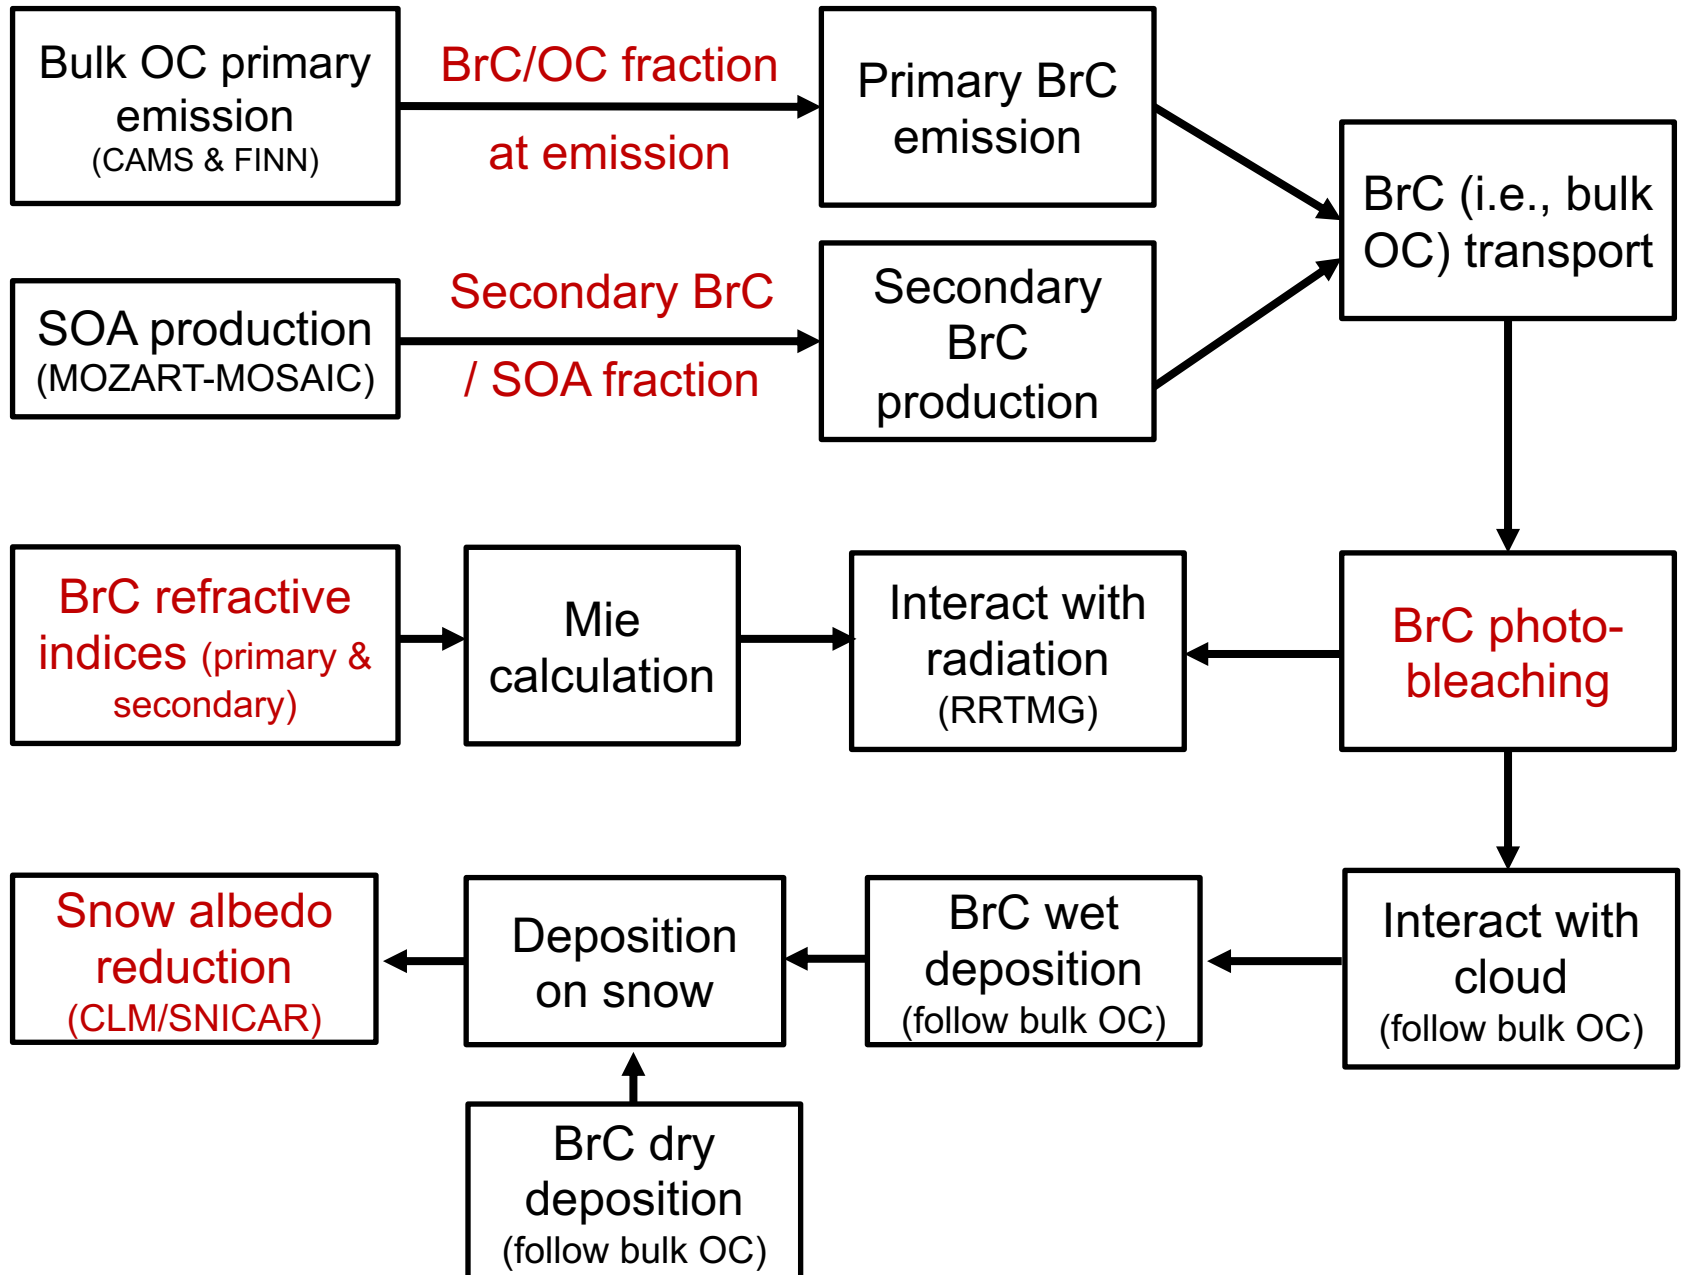 Bulk OC primary
emission
(CAMS & FINN)
BrC/OC fraction
at emission
Primary BrC
emission
BrC (i.e., bulk
OC) transport
SOA production
(MOZART-MOSAIC)
Secondary BrC
/ SOA fraction
Secondary
BrC
production
BrC refractive
indices (primary &
secondary)
Mie
calculation
Interact with
radiation
(RRTMG)
BrC photo-
bleaching
Snow albedo
reduction
(CLM/SNICAR)
Deposition
on snow
BrC wet
deposition
(follow bulk OC)
Interact with
cloud
(follow bulk OC)
BrC dry
deposition
(follow bulk OC)